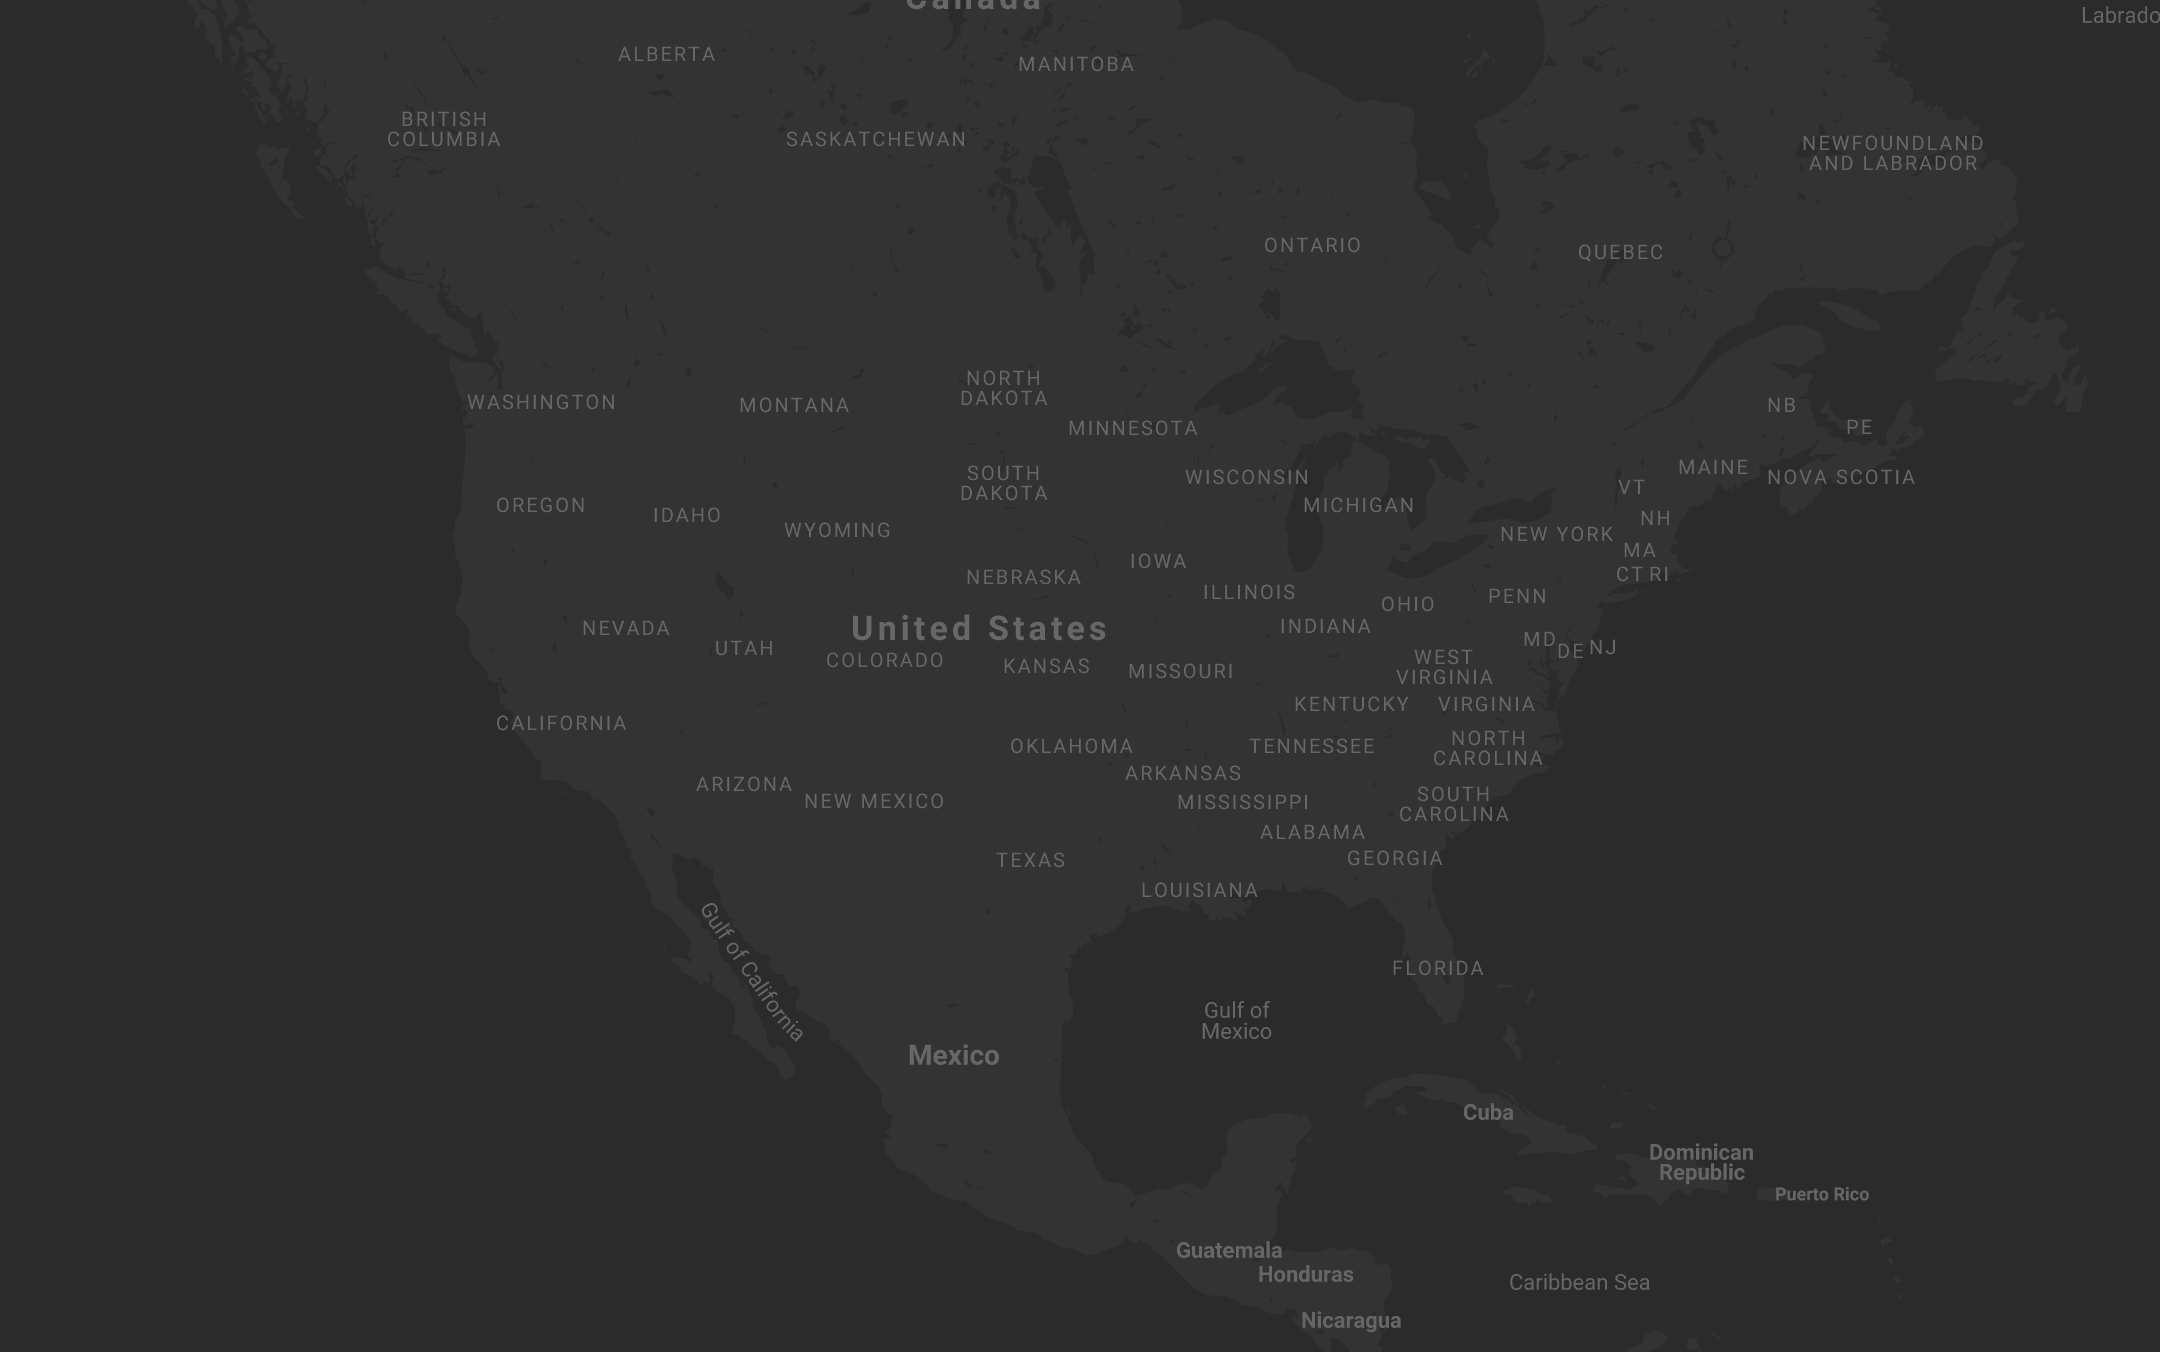 Canada
Labrado
ALBERTA
MANITOBA
BRITISH
COLUMBIA
SASKATCHEWAN
NEWFOUNDLAND
AND LABRADOR
ONTARIO
QUEBEC
NORTH
DAKOTA
WASHINGTON
MONTANA
NB
MINNESOTA
PE
MAINE
SOUTH
DAKOTA
WISCONSIN
NOVA SCOTIA
VT
OREGON
IDAHO
MICHIGAN
NH
WYOMING
NEW YORK
MA
IOWA
CT RI
NEBRASKA
ILLINOIS
PENN
OHIO
NEVADA
United States
INDIANA
MD
DE
NJ
UTAH
COLORADO
KANSAS
MISSOURI
WEST
VIRGINIA
KENTUCKY
VIRGINIA
CALIFORNIA
OKLAHOMA
TENNESSEE
NORTH
CAROLINA
ARKANSAS
ARIZONA
NEW MEXICO
MISSISSIPPI
SOUTH
CAROLINA
ALABAMA
TEXAS
GEORGIA
LOUISIANA
Gulf of California
FLORIDA
Gulf of
Mexico
Mexico
Cuba
Dominican
Republic
Puerto Rico
Guatemala
Honduras
Caribbean Sea
Nicaragua